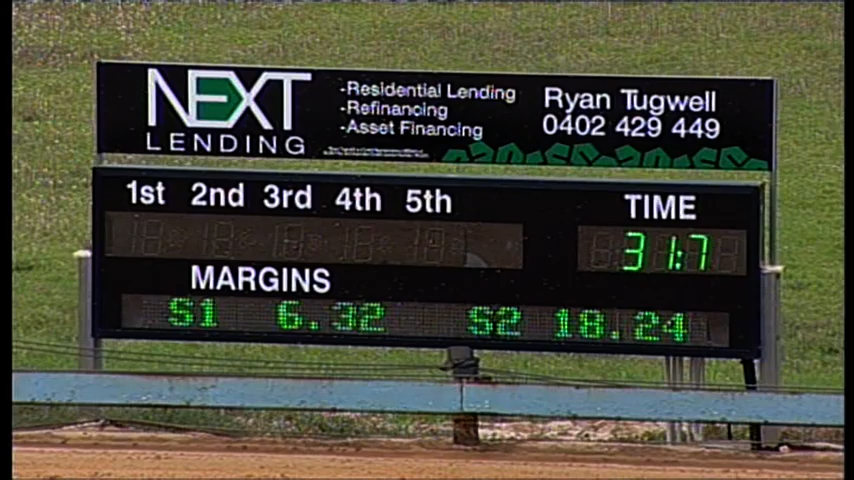 NEXT
LENDING
-Residential Lending
-Refinancing
-Asset Financing
Ryan Tugwell
0402 429 449
1st 2nd 3rd 4th 5th
TIME
31:7
MARGINS
S1 6.32 S2 18.24